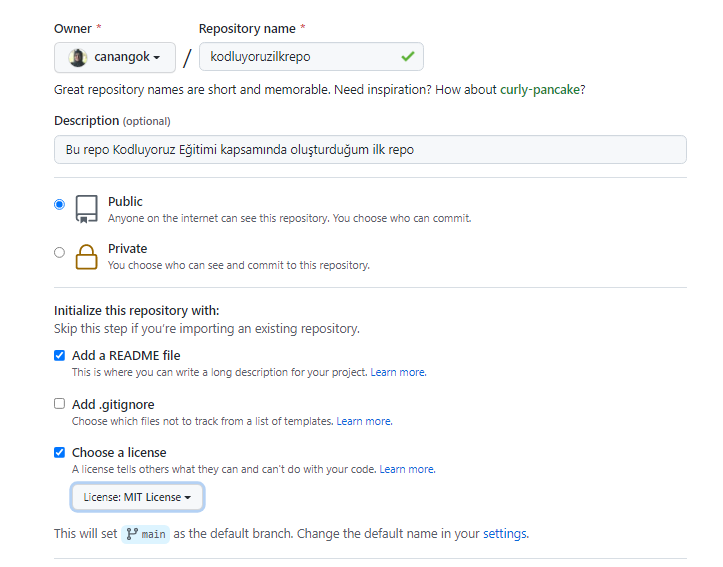 Owner *
Repository name *
canangok / kodluyoruzilkrepo
Great repository names are short and memorable. Need inspiration? How about curly-pancake?
Description (optional)
Bu repo Kodluyoruz Eğitimi kapsamında oluşturduğum ilk repo
Public
Anyone on the internet can see this repository. You choose who can commit.
Private
You choose who can see and commit to this repository.
Initialize this repository with:
Skip this step if you're importing an existing repository.
Add a README file
This is where you can write a long description for your project. Learn more.
Add .gitignore
Choose which files not to track from a list of templates. Learn more.
Choose a license
A license tells others what they can and can't do with your code. Learn more.
License: MIT License
This will set main as the default branch. Change the default name in your settings.